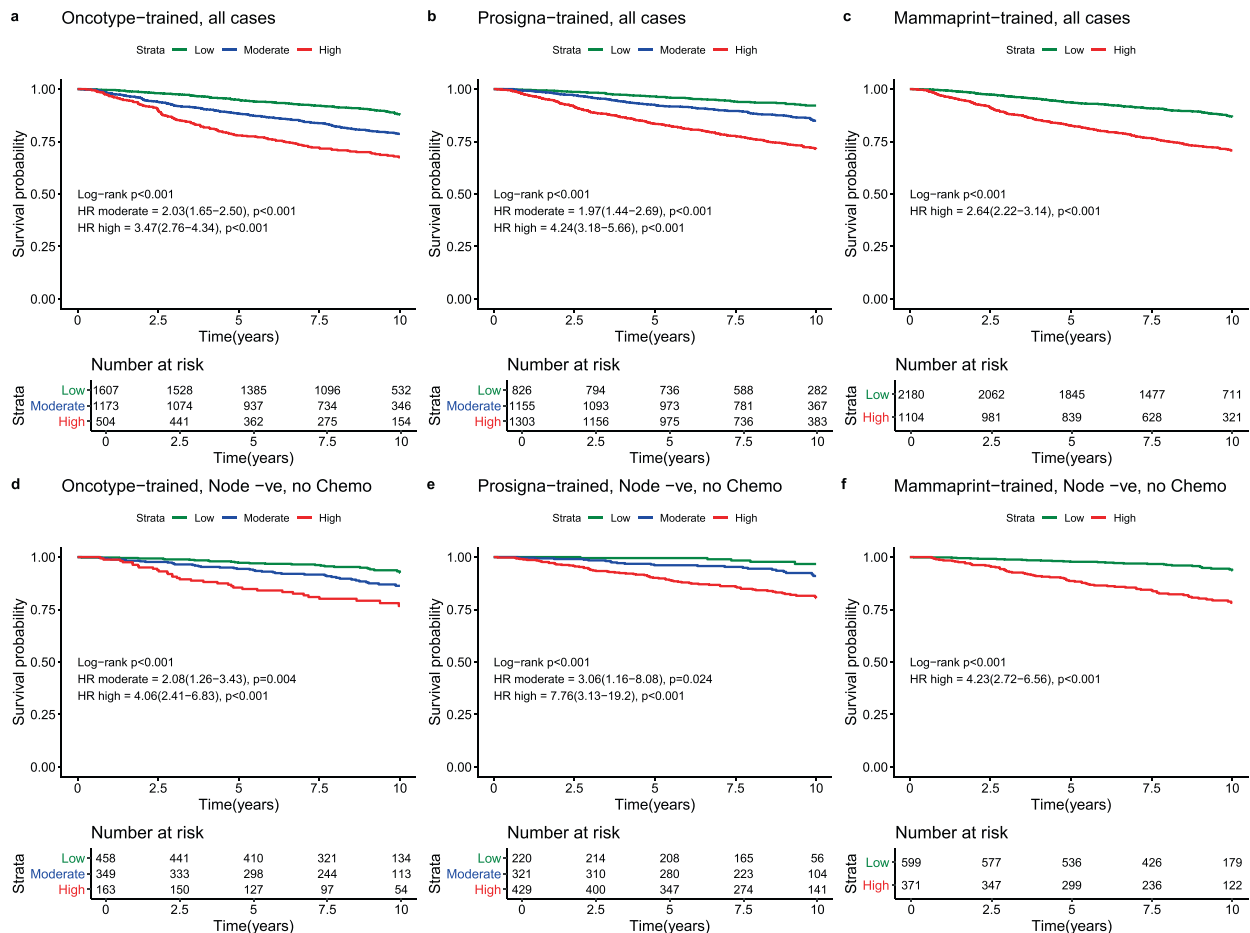 a Oncotype−trained, all cases
Strata Low Moderate High
1.00
0.75
0.50
0.25
0.00
Survival probability
Log−rank p<0.001
HR moderate = 2.03(1.65−2.50), p<0.001
HR high = 3.47(2.76−4.34), p<0.001
0 2.5 5 7.5 10
Time(years)
Number at risk
Strata
Low 1607 1528 1385 1096 532
Moderate 1173 1074 937 734 346
High 504 441 362 275 154
0 2.5 5 7.5 10
Time(years)
b Prosigna−trained, all cases
Strata Low Moderate High
1.00
0.75
0.50
0.25
0.00
Survival probability
Log−rank p<0.001
HR moderate = 1.97(1.44−2.69), p<0.001
HR high = 4.24(3.18−5.66), p<0.001
0 2.5 5 7.5 10
Time(years)
Number at risk
Strata
Low 826 794 736 588 282
Moderate 1155 1093 973 781 367
High 1303 1156 975 736 383
0 2.5 5 7.5 10
Time(years)
c Mammaprint−trained, all cases
Strata Low High
1.00
0.75
0.50
0.25
0.00
Survival probability
Log−rank p<0.001
HR high = 2.64(2.22−3.14), p<0.001
0 2.5 5 7.5 10
Time(years)
Number at risk
Strata
Low 2180 2062 1845 1477 711
High 1104 981 839 628 321
0 2.5 5 7.5 10
Time(years)
d Oncotype−trained, Node −ve, no Chemo
Strata Low Moderate High
1.00
0.75
0.50
0.25
0.00
Survival probability
Log−rank p<0.001
HR moderate = 2.08(1.26−3.43), p=0.004
HR high = 4.06(2.41−6.83), p<0.001
0 2.5 5 7.5 10
Time(years)
Number at risk
Strata
Low 458 441 410 321 134
Moderate 349 333 298 244 113
High 163 150 127 97 54
0 2.5 5 7.5 10
Time(years)
e Prosigna−trained, Node −ve, no Chemo
Strata Low Moderate High
1.00
0.75
0.50
0.25
0.00
Survival probability
Log−rank p<0.001
HR moderate = 3.06(1.16−8.08), p=0.024
HR high = 7.76(3.13−19.2), p<0.001
0 2.5 5 7.5 10
Time(years)
Number at risk
Strata
Low 220 214 208 165 56
Moderate 321 310 280 223 104
High 429 400 347 274 141
0 2.5 5 7.5 10
Time(years)
f Mammaprint−trained, Node −ve, no Chemo
Strata Low High
1.00
0.75
0.50
0.25
0.00
Survival probability
Log−rank p<0.001
HR high = 4.23(2.72−6.56), p<0.001
0 2.5 5 7.5 10
Time(years)
Number at risk
Strata
Low 599 577 536 426 179
High 371 347 299 236 122
0 2.5 5 7.5 10
Time(years)